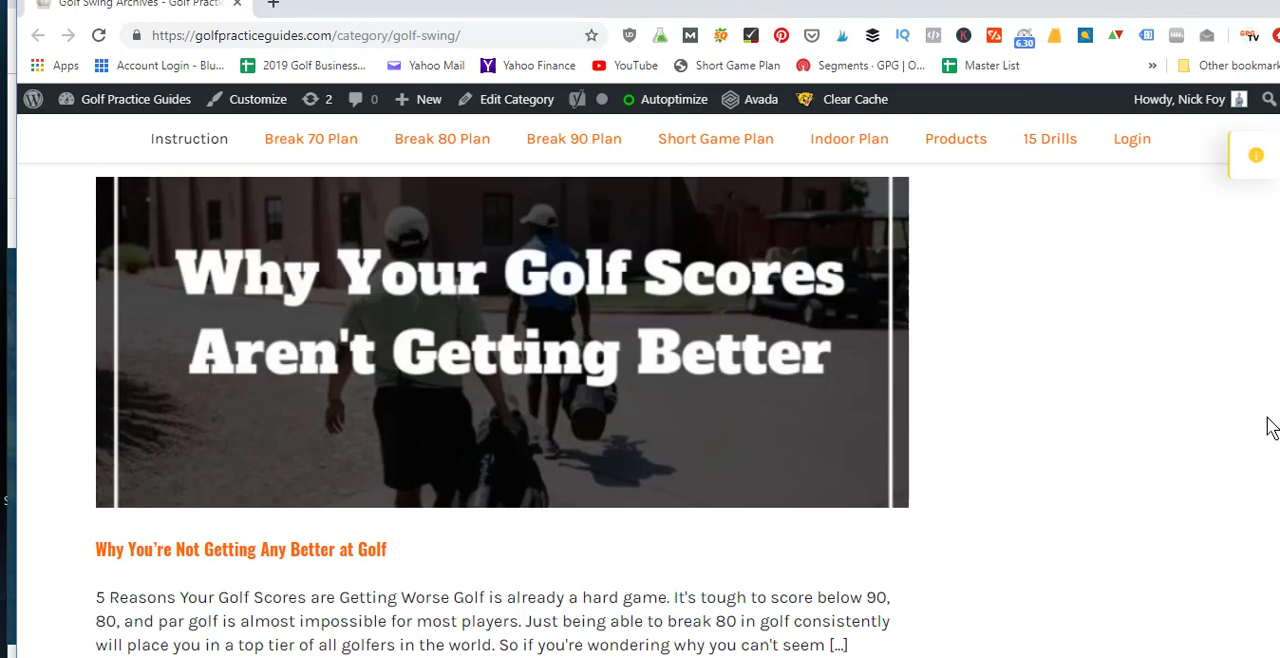 Golf Swing Archives - Golf Practi
https://golfpracticeguides.com/category/golf-swing/
6.30
Apps Account Login - Blu... 2019 Golf Business... Yahoo Mail Yahoo Finance YouTube Short Game Plan Segments · GPG | O... Master List » Other bookmark
Golf Practice Guides Customize 2 0 New Edit Category Autoptimize Avada Clear Cache Howdy, Nick Foy
Instruction Break 70 Plan Break 80 Plan Break 90 Plan Short Game Plan Indoor Plan Products 15 Drills Login
Why Your Golf Scores
Aren't Getting Better
Why You're Not Getting Any Better at Golf
5 Reasons Your Golf Scores are Getting Worse Golf is already a hard game. It's tough to score below 90,
80, and par golf is almost impossible for most players. Just being able to break 80 in golf consistently
will place you in a top tier of all golfers in the world. So if you're wondering why you can't seem [...]